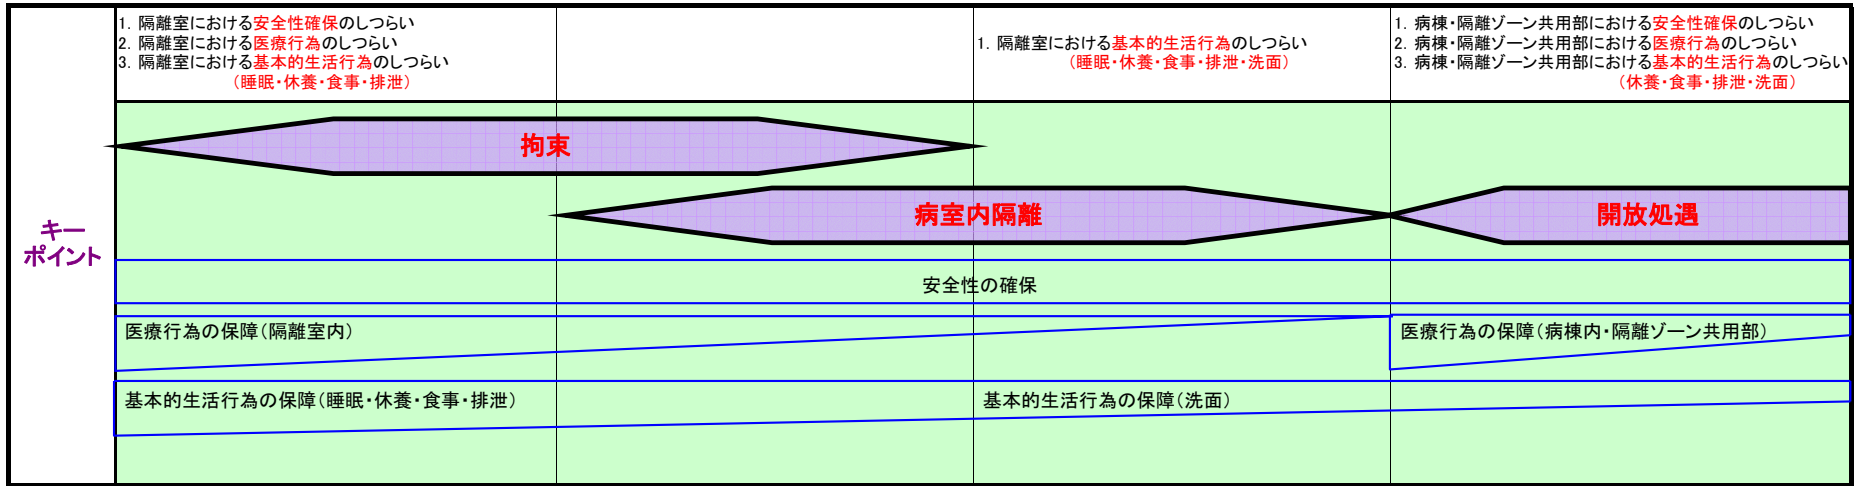 1. 隔離室における安全性確保のしつらい
2. 隔離室における医療行為のしつらい
3. 隔離室における基本的生活行為のしつらい
（睡眠・休養・食事・排泄）
1. 隔離室における基本的生活行為のしつらい
（睡眠・休養・食事・排泄・洗面）
1. 病棟・隔離ゾーン共用部における安全性確保のしつらい
2. 病棟・隔離ゾーン共用部における医療行為のしつらい
3. 病棟・隔離ゾーン共用部における基本的生活行為のしつらい
（休養・食事・排泄・洗面）
キー
ポイント
拘束
病室内隔離
開放処遇
安全性の確保
医療行為の保障（隔離室内）
医療行為の保障（病棟内・隔離ゾーン共用部）
基本的生活行為の保障（睡眠・休養・食事・排泄）
基本的生活行為の保障（洗面）